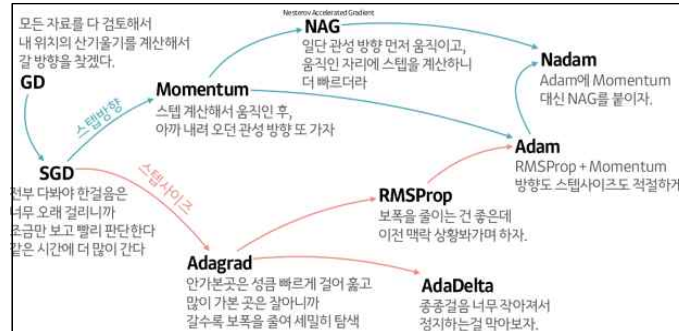 모든 자료를 다 검토해서
내 위치의 산기울기를 계산해서
갈 방향을 찾겠다.
GD
스텝방향
SGD
전부 다봐야 한걸음은
너무 오래 걸리니까
조금만 보고 빨리 판단한다
같은 시간에 더 많이 간다
스텝사이즈
Momentum
스텝 계산해서 움직인 후,
아까 내려 오던 관성 방향 또 가자
Nesterov Accelerated Gradient
NAG
일단 관성 방향 먼저 움직이고,
움직인 자리에 스텝을 계산하니
더 빠르더라
Nadam
Adam에 Momentum
대신 NAG를 붙이자.
Adam
RMSProp + Momentum
방향도 스텝사이즈도 적절하게
RMSProp
보폭을 줄이는 건 좋은데
이전 맥락 상황봐가며 하자.
Adagrad
안가본곳은 성큼 빠르게 걸어 훑고
많이 가본 곳은 잘아니까
갈수록 보폭을 줄여 세밀히 탐색
AdaDelta
종종걸음 너무 작아져서
정지하는걸 막아보자.